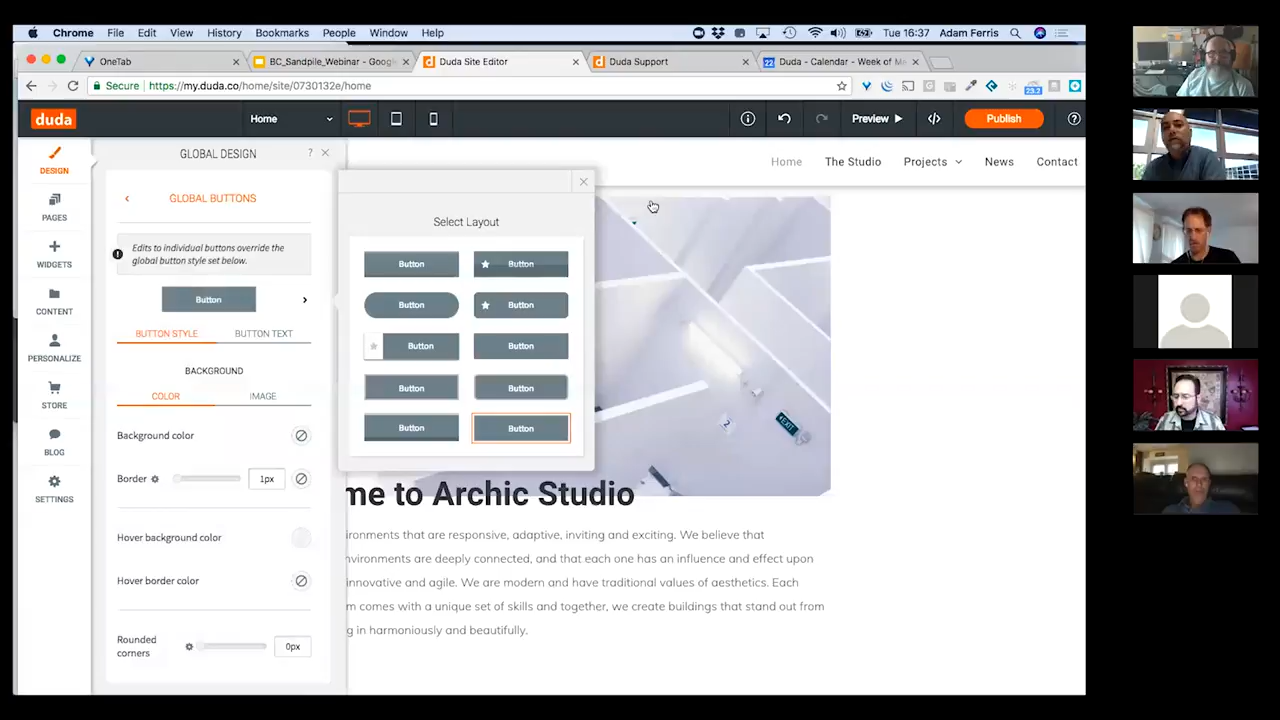 Chrome File Edit View History Bookmarks People Window Help Tue 16:37 Adam Ferris
OneTab BC_Sandpile_Webinar - Google Duda Site Editor Duda Support 22 Duda - Calendar - Week of Ma
Secure https://my.duda.co/home/site/0730132e/home 23.2
duda Home Preview Publish ?
GLOBAL DESIGN ?
Home The Studio Projects News Contact
DESIGN
PAGES
WIDGETS
CONTENT
PERSONALIZE
STORE
BLOG
SETTINGS
GLOBAL BUTTONS
Edits to individual buttons override the
global button style set below.
Button
BUTTON STYLE BUTTON TEXT
BACKGROUND
COLOR IMAGE
Background color
Border 1px
Hover background color
Hover border color
Rounded
corners 0px
Select Layout
Button Button
Button Button
Button Button
Button Button
Button Button
2 EXIT
me to Archic Studio
ironments that are responsive, adaptive, inviting and exciting. We believe that
nvironments are deeply connected, and that each one has an influence and effect upon
innovative and agile. We are modern and have traditional values of aesthetics. Each
m comes with a unique set of skills and together, we create buildings that stand out from
g in harmoniously and beautifully.